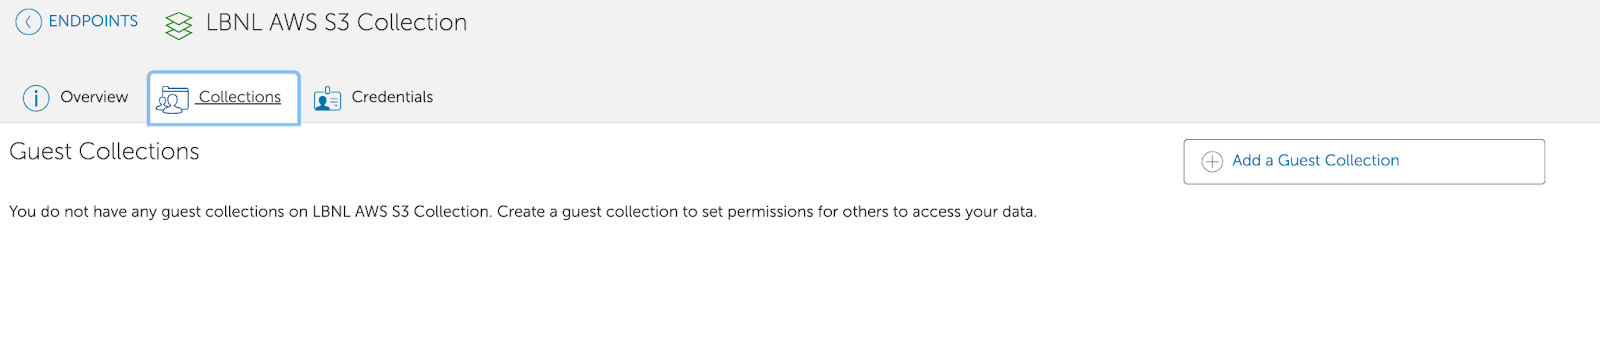 ENDPOINTS LBNL AWS S3 Collection
Overview Collections Credentials
Guest Collections
Add a Guest Collection
You do not have any guest collections on LBNL AWS S3 Collection. Create a guest collection to set permissions for others to access your data.